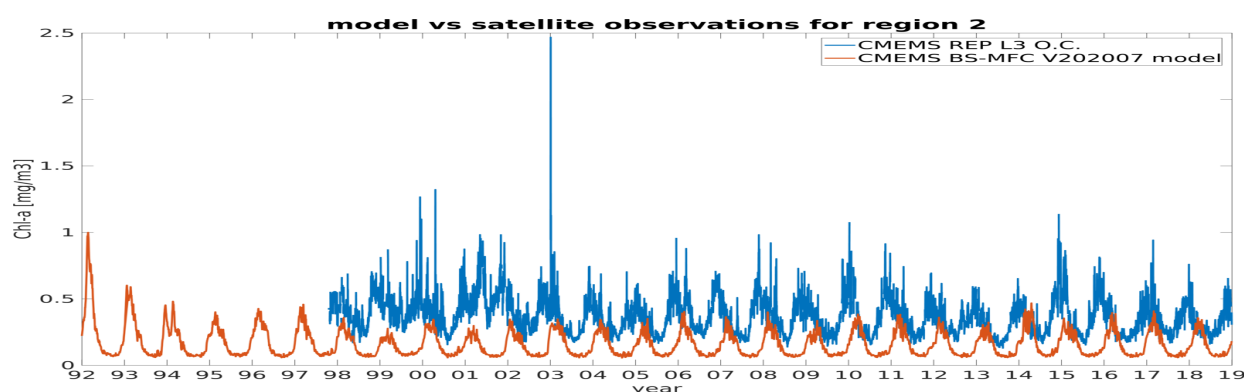 model vs satellite observations for region 2
CMEMS REP L3 O.C.
CMEMS BS-MFC V202007 model
Chl-a [mg/m3]
2.5
2
1.5
1
0.5
0
92 93 94 95 96 97 98 99 00 01 02 03 04 05 06 07 08 09 10 11 12 13 14 15 16 17 18 19
year